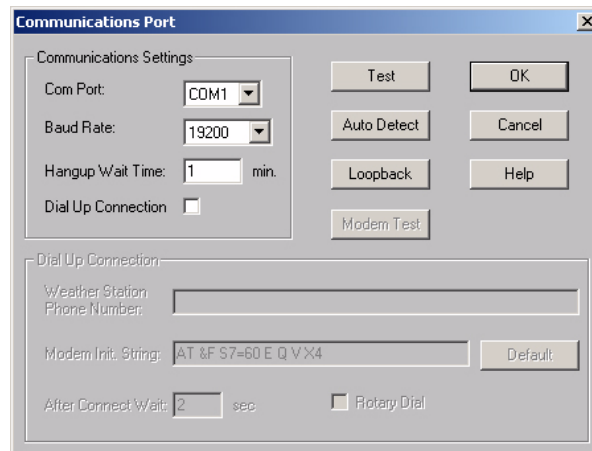 Communications Port
Communications Settings
Com Port: COM1
Baud Rate: 19200
Hangup Wait Time: 1 min.
Dial Up Connection
Test
OK
Auto Detect
Cancel
Loopback
Help
Modem Test
Dial Up Connection
Weather Station
Phone Number:
Modem Init. String: AT &F S7=60 E Q V X4
Default
After Connect Wait: 2 sec
Rotary Dial